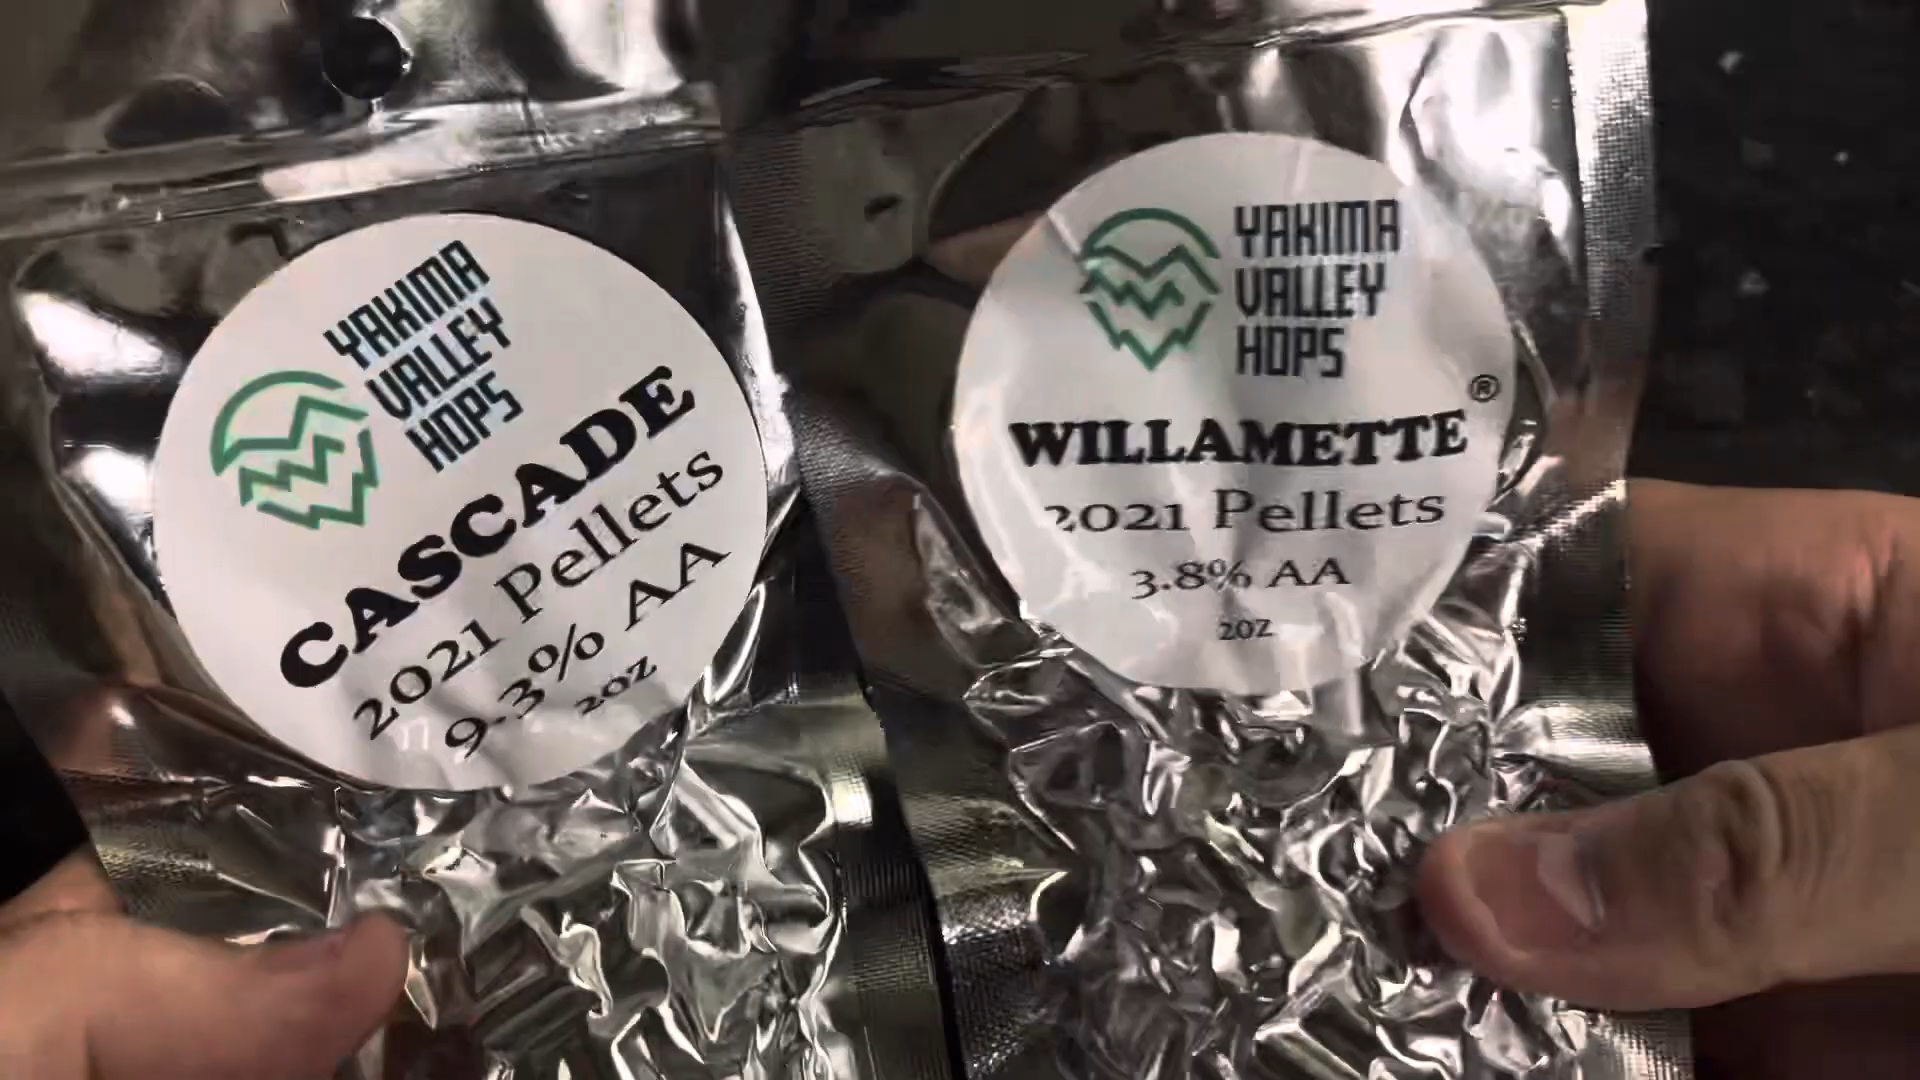 YAKIMA
VALLEY
HOPS
CASCADE
2021 Pellets
9.3% AA
2oz
YAKIMA
VALLEY
HOPS
WILLAMETTE®
2021 Pellets
3.8% AA
2oz